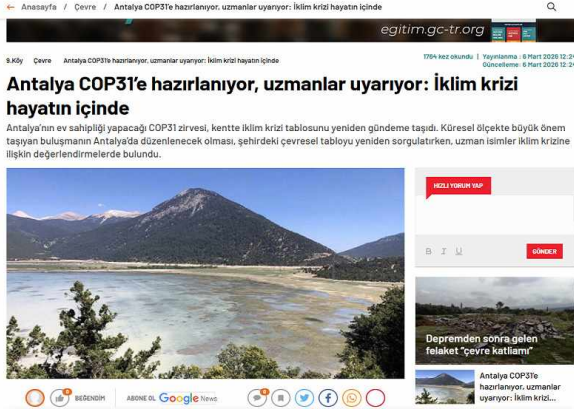 ← Anasayfa / Çevre / Antalya COP31'e hazırlanıyor, uzmanlar uyarıyor: İklim krizi hayatın içinde
egitim.gc-tr.org
9.Köy Çevre Antalya COP31'e hazırlanıyor, uzmanlar uyarıyor: İklim krizi hayatın içinde
1764 kez okundu | Yayınlanma : 6 Mart 2026 12:2
Güncelleme: 6 Mart 2026 12:2
Antalya COP31'e hazırlanıyor, uzmanlar uyarıyor: İklim krizi
hayatın içinde
Antalya'nın ev sahipliği yapacağı COP31 zirvesi, kentte iklim krizi tablosunu yeniden gündeme taşıdı. Küresel ölçekte büyük önem
taşıyan buluşmanın Antalya'da düzenlenecek olması, şehirdeki çevresel tabloyu yeniden sorgulatırken, uzman isimler iklim krizine
ilişkin değerlendirmelerde bulundu.
HIZLI YORUM YAP
B I U
GÖNDER
Depremden sonra gelen
felaket "çevre katliamı"
Antalya COP31'e
hazırlanıyor, uzmanlar
uyarıyor: İklim krizi...
0 BEĞENDİM ABONE OL Google News 0